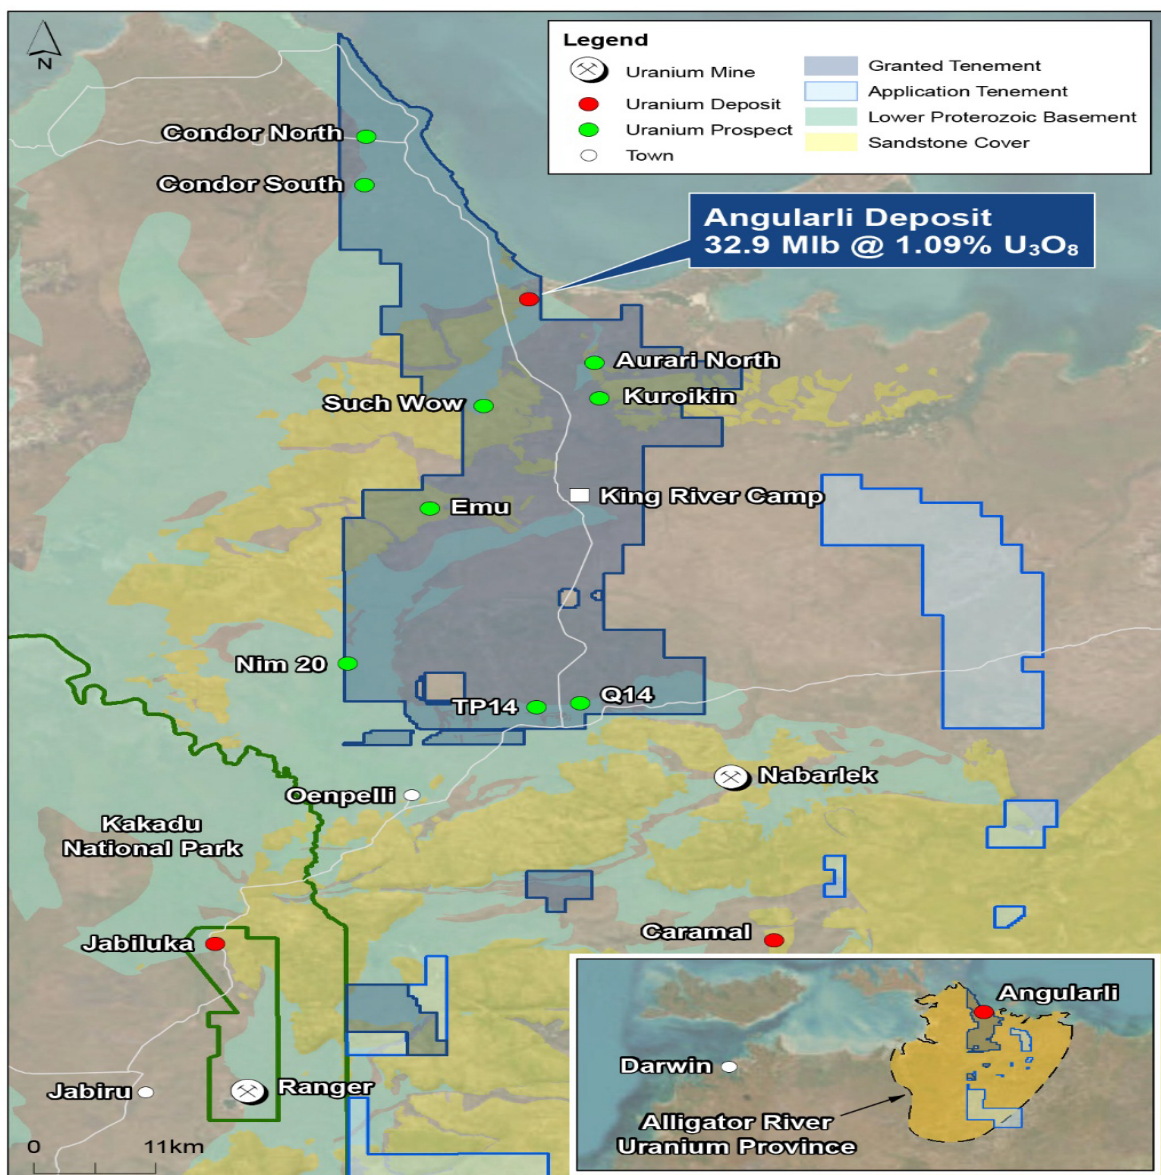 N
Legend
Uranium Mine
Uranium Deposit
Uranium Prospect
Town
Granted Tenement
Application Tenement
Lower Proterozoic Basement
Sandstone Cover
Condor North
Condor South
Angularli Deposit
32.9 Mlb @ 1.09% U₃O₈
Aurari North
Kuroikin
Such Wow
King River Camp
Emu
Nim 20
TP14
Q14
Nabarlek
Oenpelli
Kakadu
National Park
Jabiluka
Caramal
Ranger
Jabiru
0 11km
Angularli
Darwin
Alligator River
Uranium Province